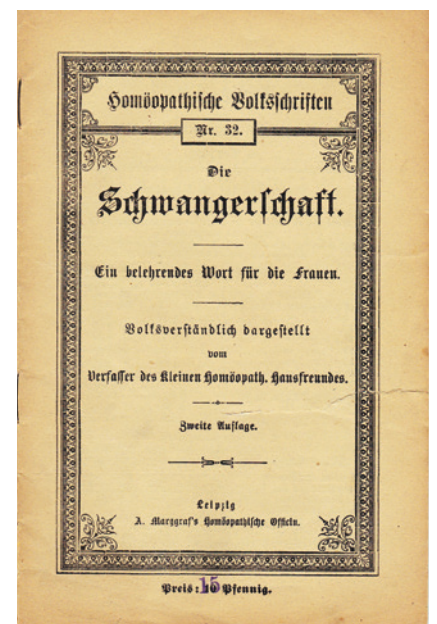 Homöopathische Volksschriften
Nr. 32.
Die
Schwangerschaft.
Ein belehrendes Wort für die Frauen.
Volksverständlich dargestellt
vom
Verfasser des Kleinen Homöopath. Hausfreundes.
Zweite Auflage.
Leipzig
A. Marggraf's Homöopathische Officin.
Preis: 15 Pfennig.